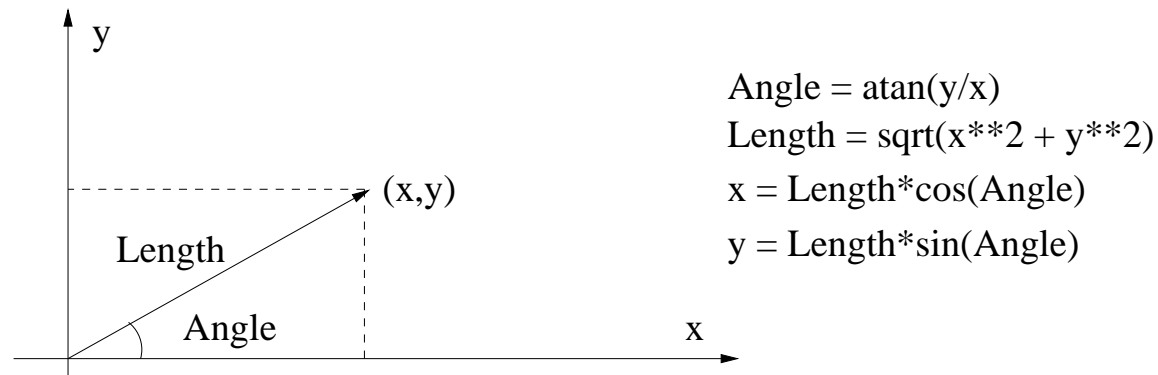 y
Angle = atan(y/x)
Length = sqrt(x**2 + y**2)
(x,y)
x = Length*cos(Angle)
Length
y = Length*sin(Angle)
Angle
x